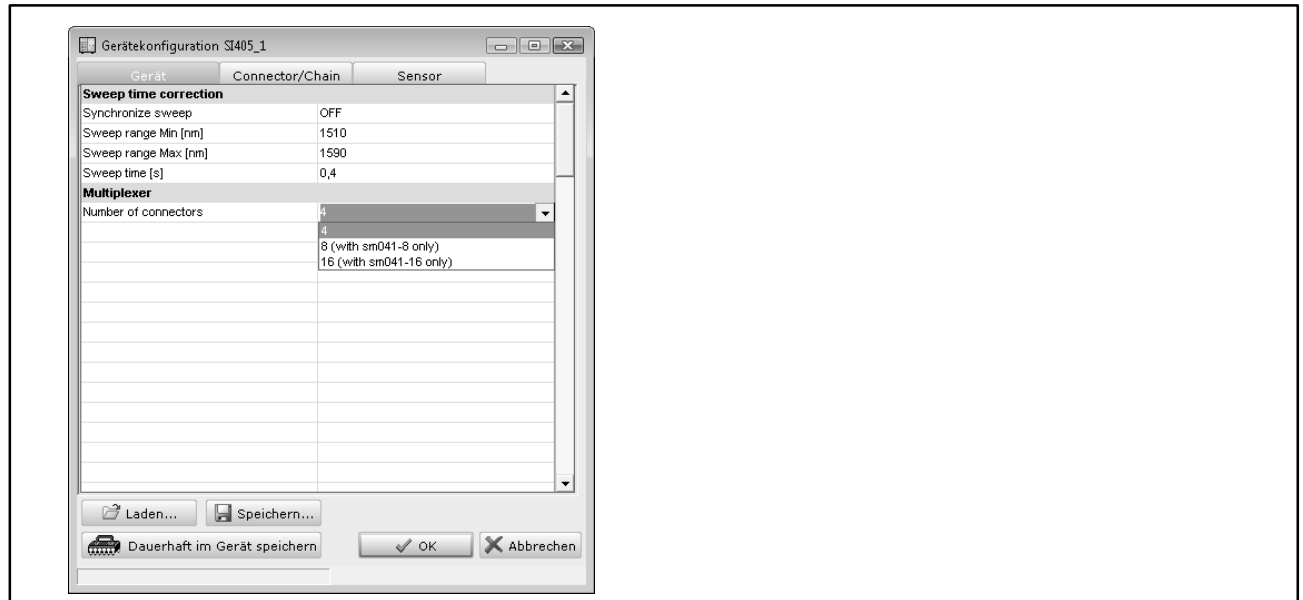 Gerätekonfiguration SI405_1
Gerät Connector/Chain Sensor
Sweep time correction
Synchronize sweep OFF
Sweep range Min [nm] 1510
Sweep range Max [nm] 1590
Sweep time [s] 0,4
Multiplexer
Number of connectors 4
4
8 (with sm041-8 only)
16 (with sm041-16 only)
Laden... Speichern...
Dauerhaft im Gerät speichern OK Abbrechen